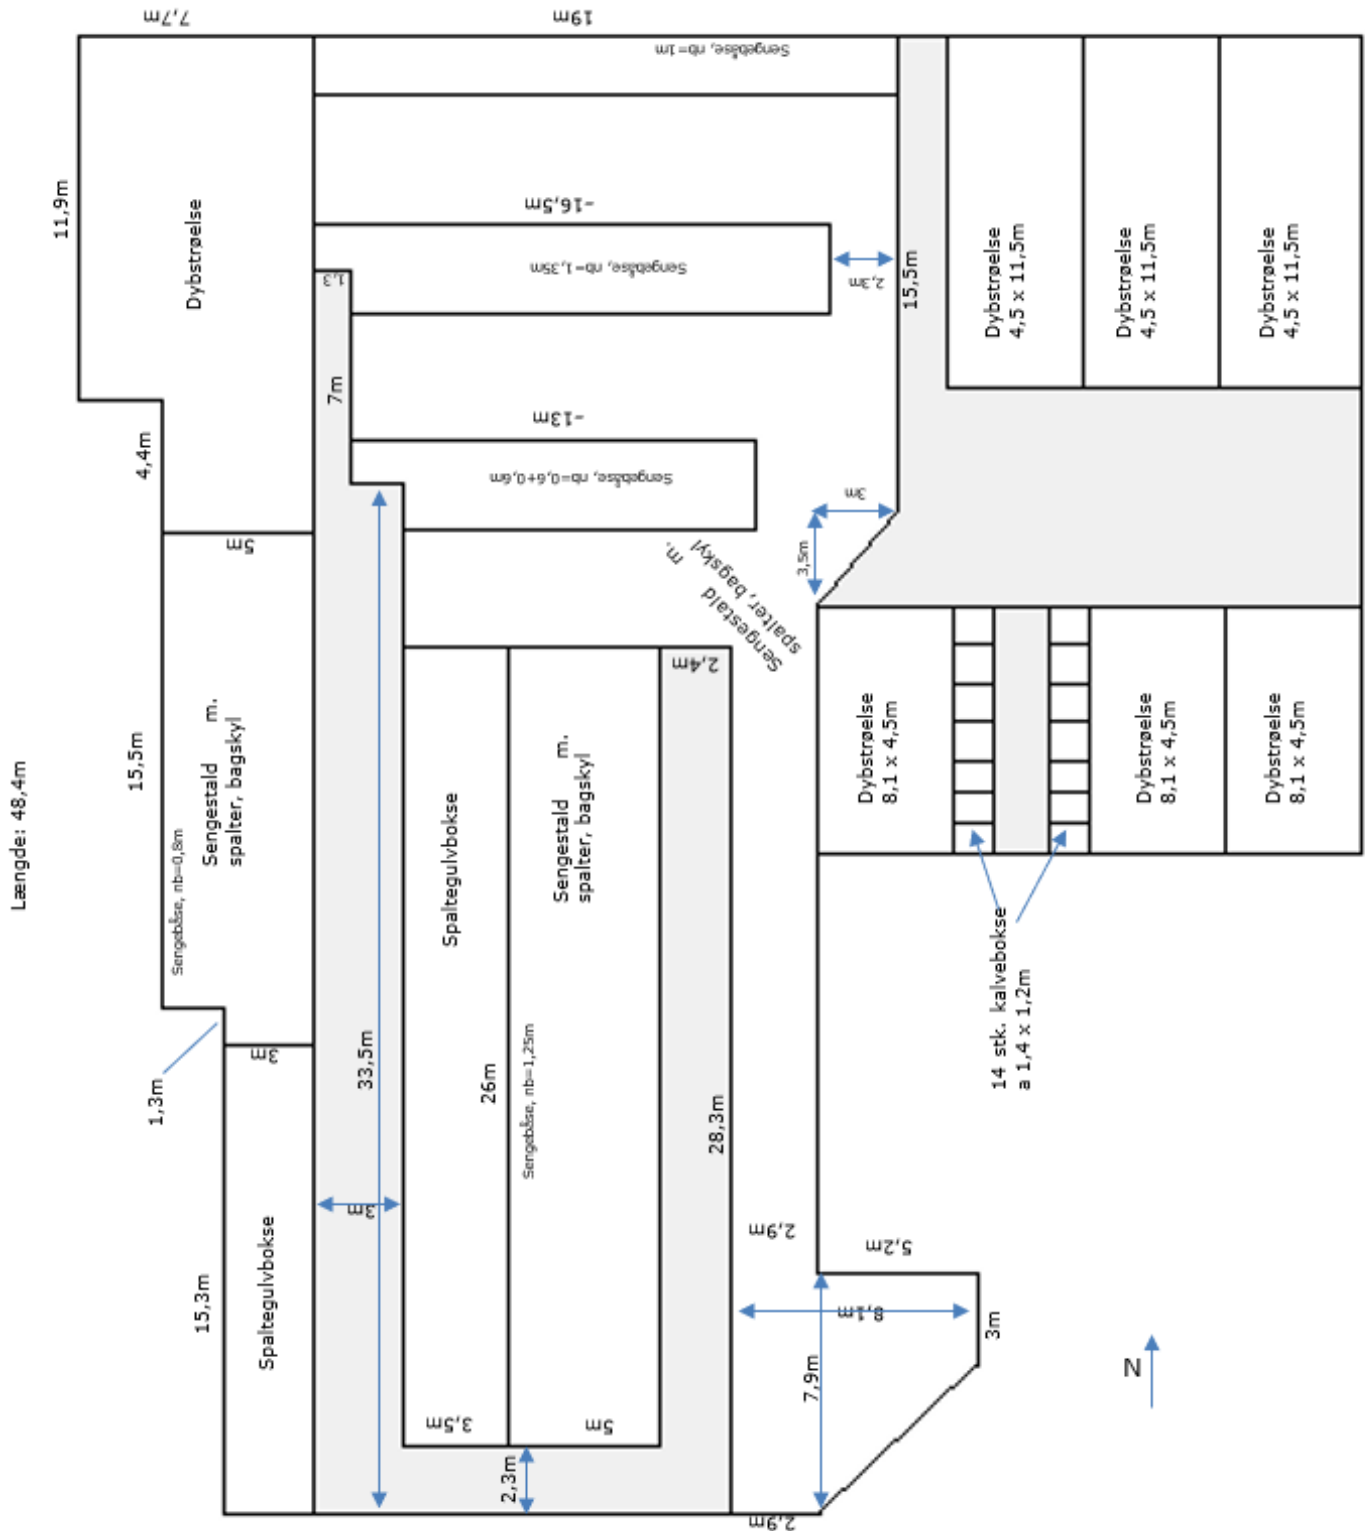 7,7m
19m
Sengebåse, nb=1m
11,9m
Dybstrøelse
~16,5m
Sengebåse, nb=1,35m
1,3
2,3m
15,5m
Dybstrøelse
4,5 x 11,5m
Dybstrøelse
4,5 x 11,5m
Dybstrøelse
4,5 x 11,5m
7m
4,4m
~13m
Sengebåse, nb=0,6+0,6m
3m
3,5m
5m
Sengestald m.
spalter, bagskyl
2,4m
Længde: 48,4m
15,5m
Sengebåse, nb=0,8m
Sengestald m.
spalter, bagskyl
Spaltegulvbokse
Sengestald m.
spalter, bagskyl
Dybstrøelse
8,1 x 4,5m
Dybstrøelse
8,1 x 4,5m
Dybstrøelse
8,1 x 4,5m
14 stk. kalvebokse
a 1,4 x 1,2m
3m
1,3m
33,5m
26m
Sengebåse, nb=1,25m
28,3m
3m
2,9m
5,2m
15,3m
Spaltegulvbokse
8,1m
3m
7,9m
3,5m
5m
2,3m
2,9m
N